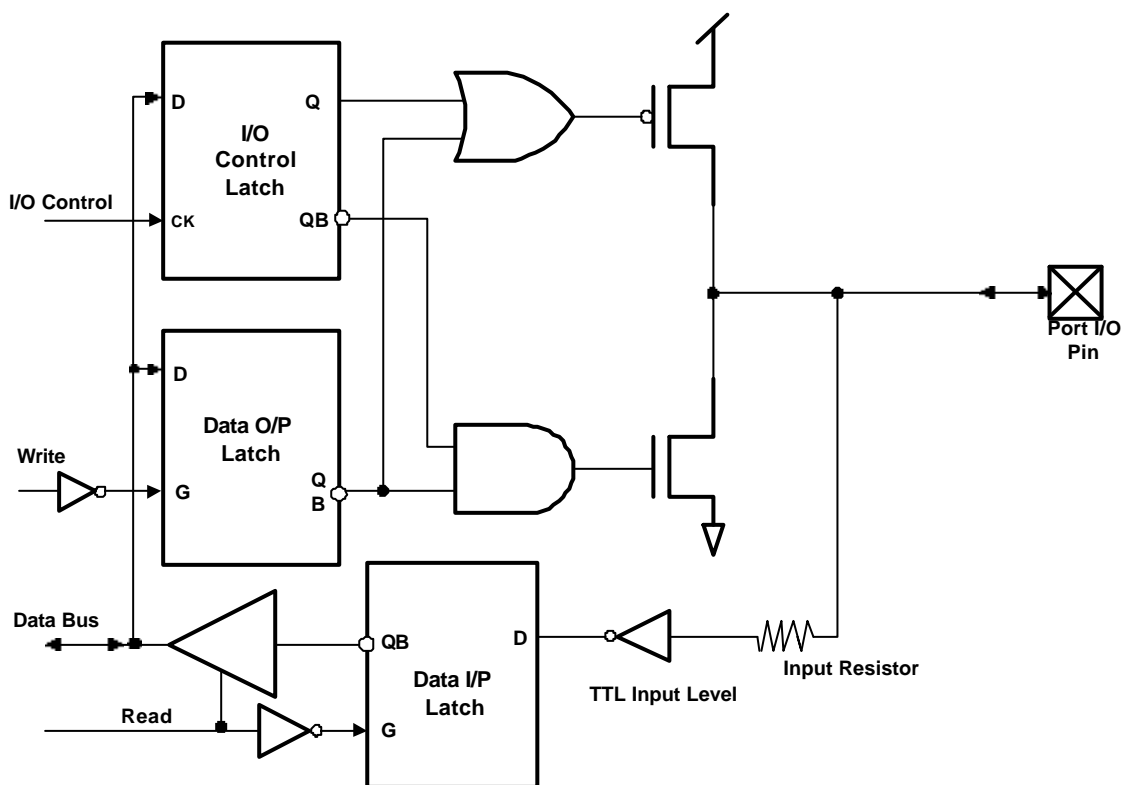 D
Q
I/O
Control
Latch
I/O Control
CK
QB
Port I/O
Pin
D
Data O/P
Latch
Write
G
Q
B
Data Bus
QB
D
Data I/P
Latch
TTL Input Level
Input Resistor
Read
G